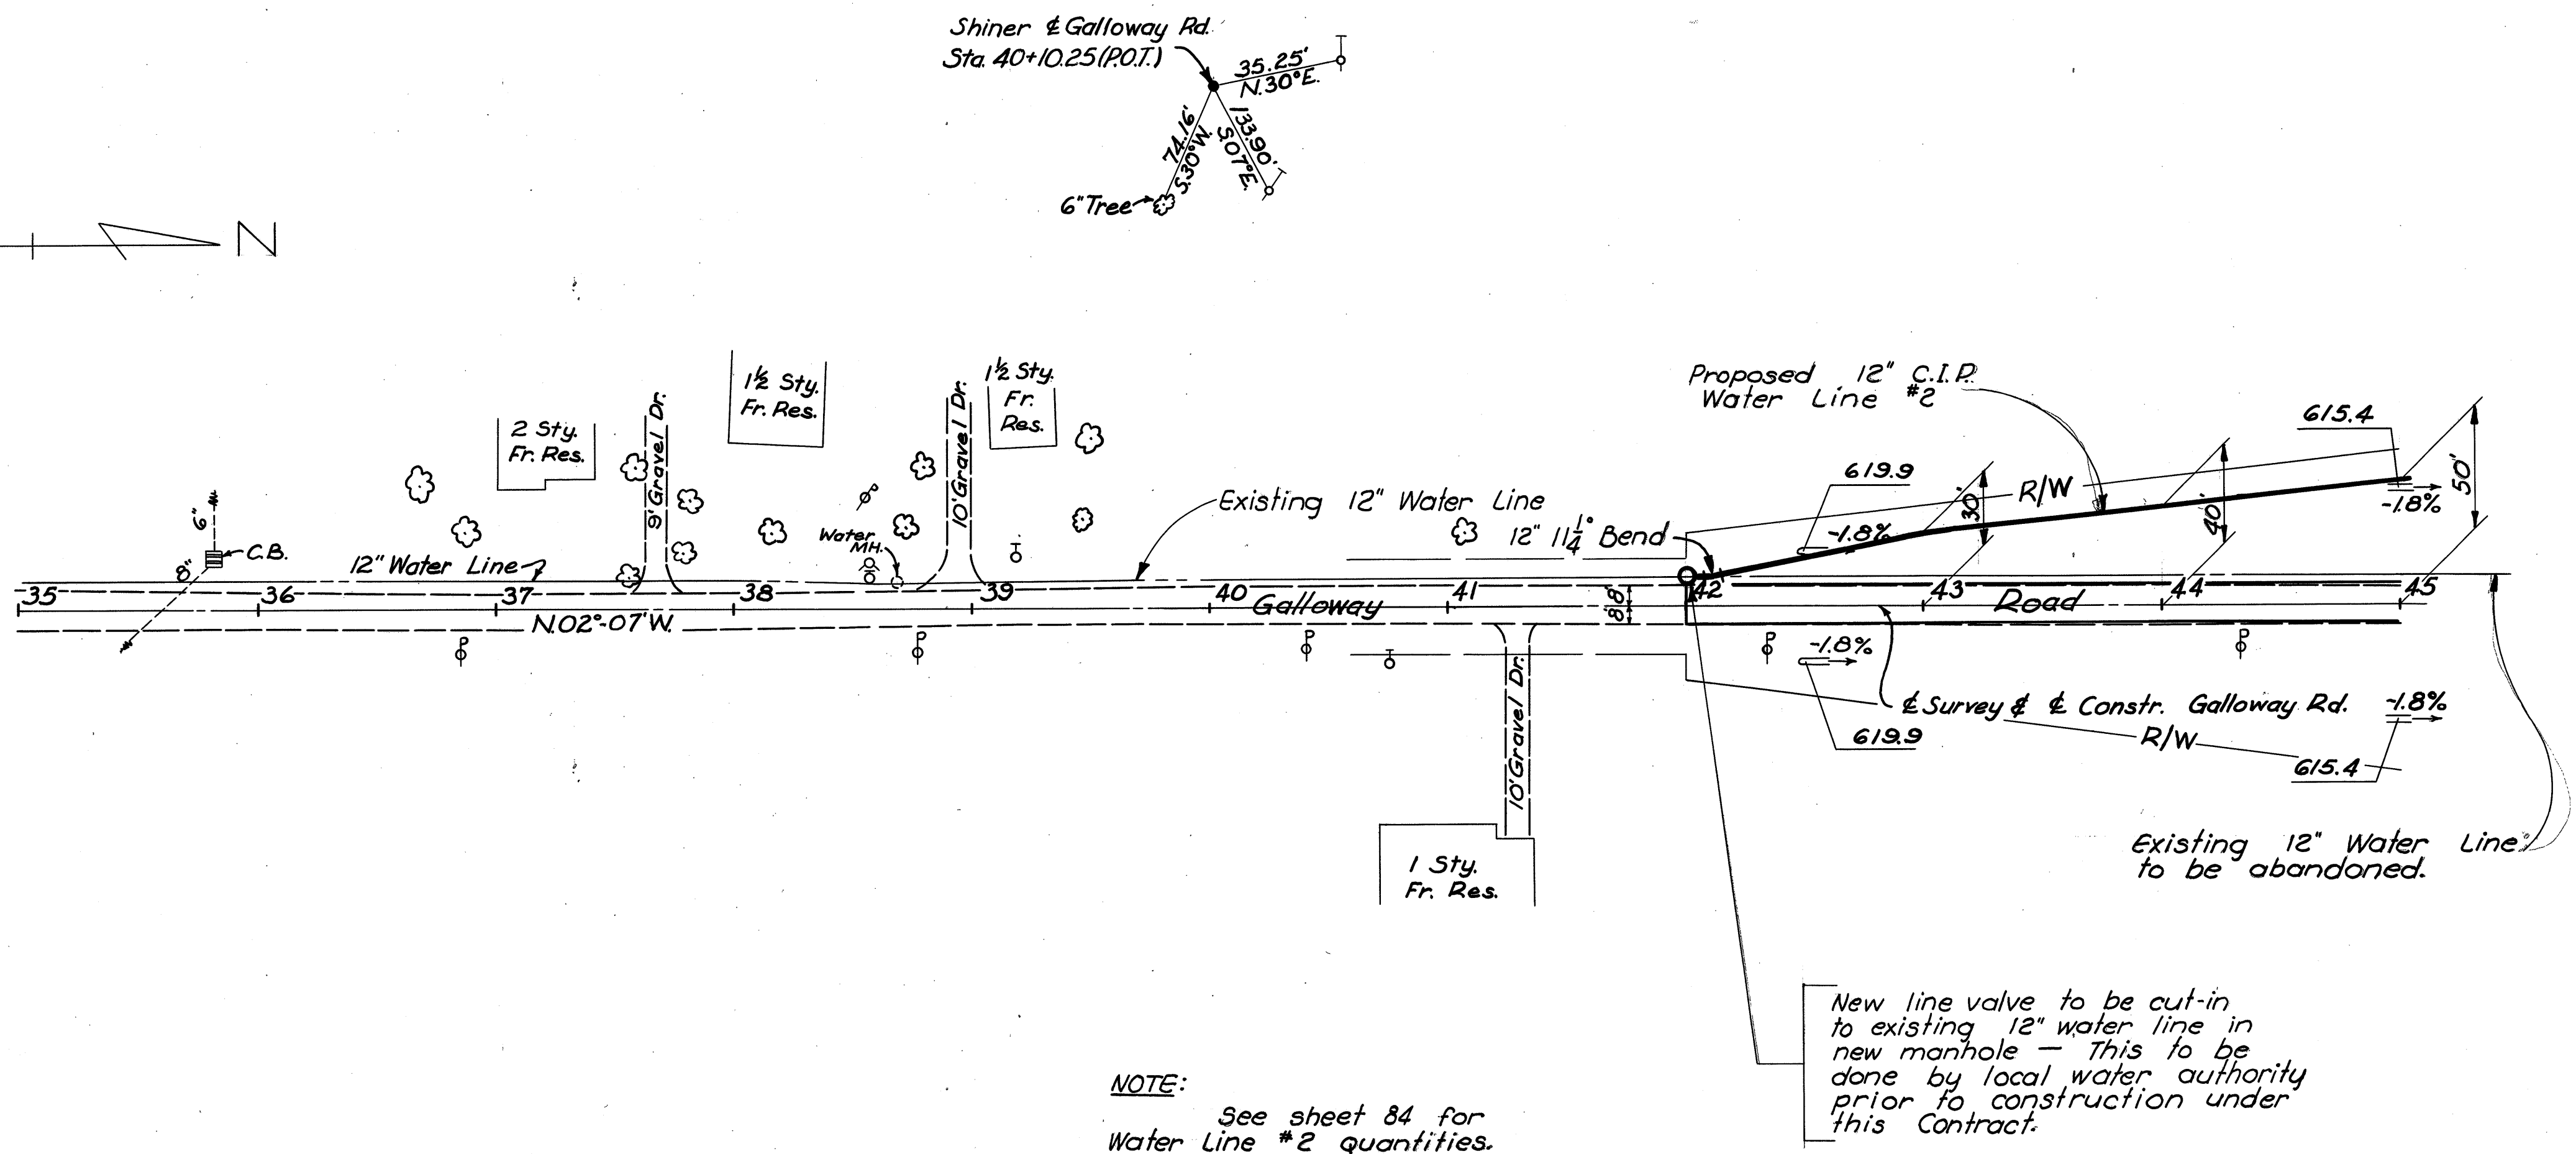 Shiner ℄ Galloway Rd.
Sta. 40+10.25 (P.O.T.)
35.25'
N.30°E.
74.16'
S.30°W.
133.90'
S.07°E.
6" Tree
N
2 Sty.
Fr. Res.
9' Gravel Dr.
1½ Sty.
Fr. Res.
10' Gravel Dr.
1½ Sty.
Fr.
Res.
6"
C.B.
8"
12" Water Line
Water
M.H.
Existing 12" Water Line
12" 11¼° Bend
Proposed 12" C.I.P.
Water Line #2
619.9
-1.8%
R/W
30'
40'
50'
615.4
-1.8%
35
36
37
38
39
40
41
42
43
44
45
N.02°-07'W.
Galloway
Road
8'
8'
P
P
P
P
P
10' Gravel Dr.
-1.8%
619.9
℄ Survey & ℄ Constr. Galloway Rd.
-1.8%
R/W
615.4
1 Sty.
Fr. Res.
Existing 12" Water Line
to be abandoned.
New line valve to be cut-in
to existing 12" water line in
new manhole — This to be
done by local water authority
prior to construction under
this Contract.
NOTE:
See sheet 84 for
Water Line #2 quantities.